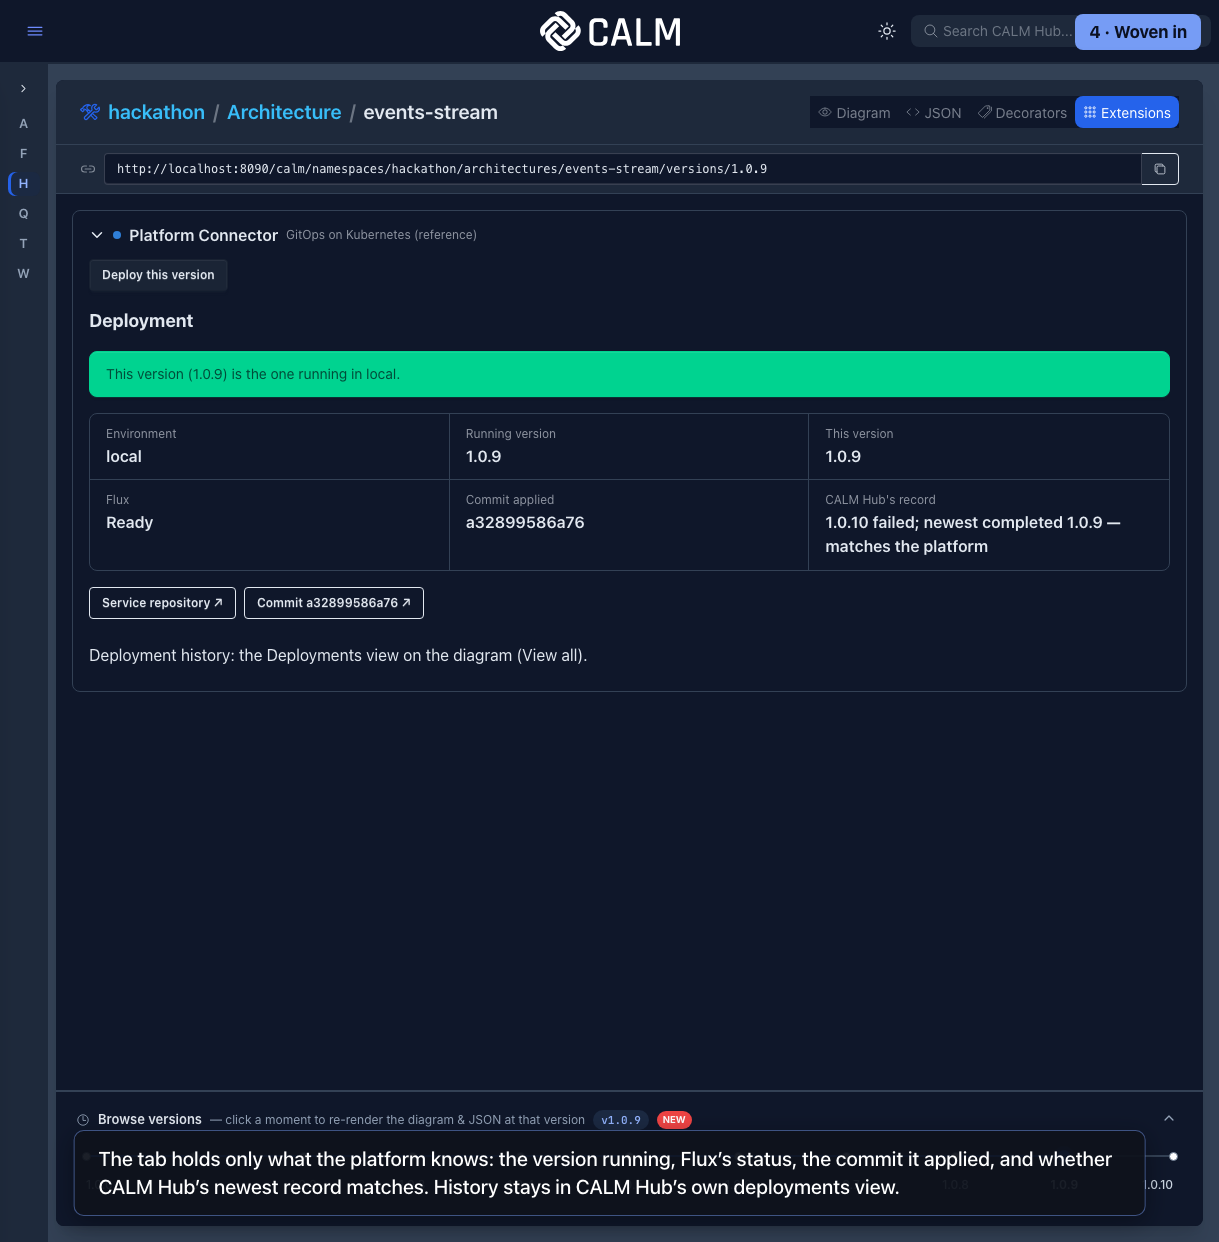 CALM
Search CALM Hub...
4 · Woven in
A
F
H
Q
T
W
hackathon / Architecture / events-stream
Diagram
JSON
Decorators
Extensions
http://localhost:8090/calm/namespaces/hackathon/architectures/events-stream/versions/1.0.9
Platform Connector GitOps on Kubernetes (reference)
Deploy this version
Deployment
This version (1.0.9) is the one running in local.
Environment
local
Running version
1.0.9
This version
1.0.9
Flux
Ready
Commit applied
a32899586a76
CALM Hub's record
1.0.10 failed; newest completed 1.0.9 —
matches the platform
Service repository ↗
Commit a32899586a76 ↗
Deployment history: the Deployments view on the diagram (View all).
Browse versions — click a moment to re-render the diagram & JSON at that version v1.0.9 NEW
The tab holds only what the platform knows: the version running, Flux’s status, the commit it applied, and whether
CALM Hub’s newest record matches. History stays in CALM Hub’s own deployments view.
1.0.8
1.0.9